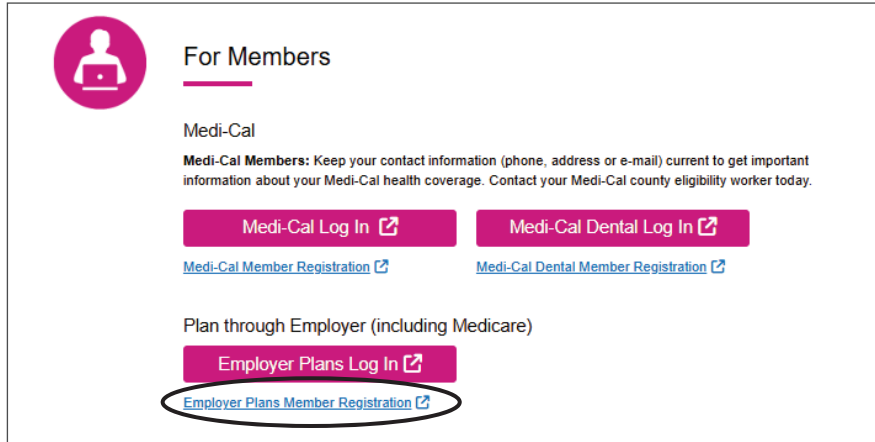 For Members
Medi-Cal
Medi-Cal Members: Keep your contact information (phone, address or e-mail) current to get important
information about your Medi-Cal health coverage. Contact your Medi-Cal county eligibility worker today.
Medi-Cal Log In
Medi-Cal Dental Log In
Medi-Cal Member Registration
Medi-Cal Dental Member Registration
Plan through Employer (including Medicare)
Employer Plans Log In
Employer Plans Member Registration